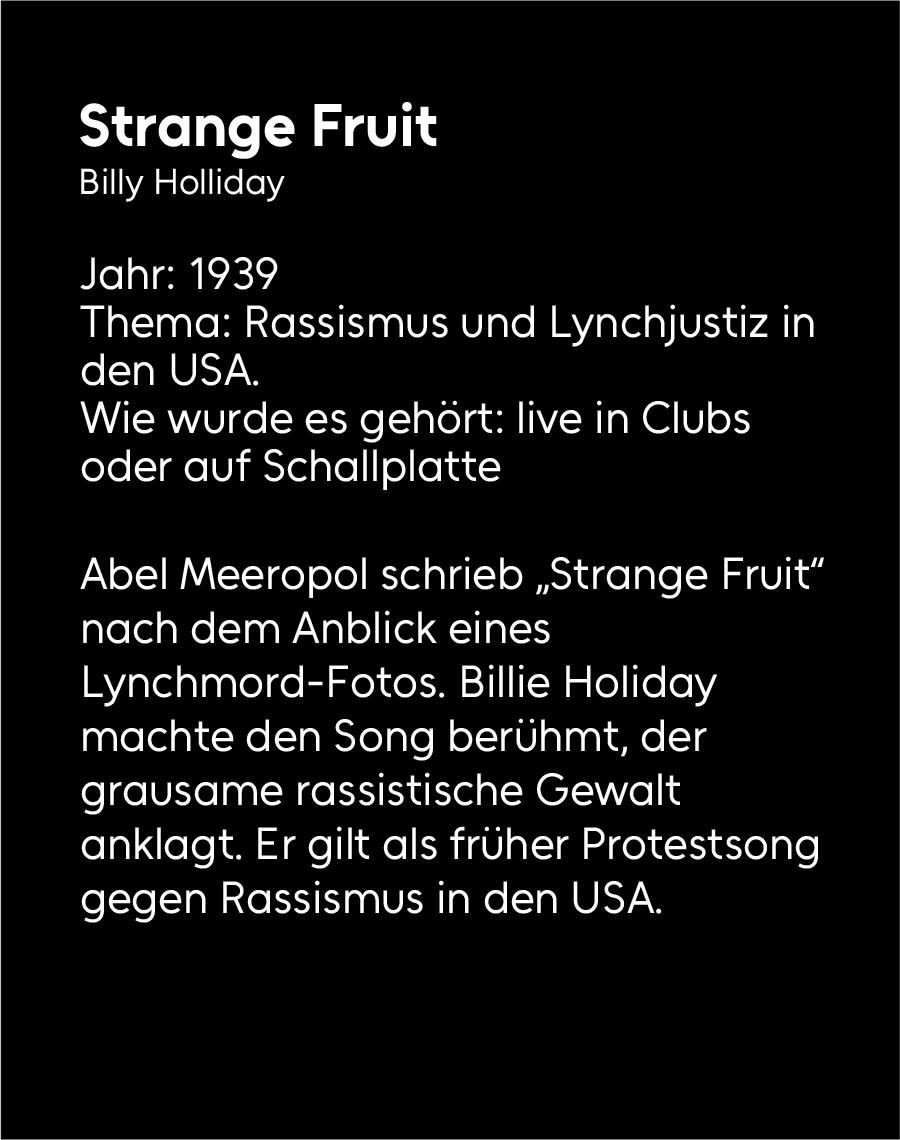 Strange Fruit
Billy Holliday
Jahr: 1939
Thema: Rassismus und Lynchjustiz in
den USA.
Wie wurde es gehört: live in Clubs
oder auf Schallplatte
Abel Meeropol schrieb „Strange Fruit“
nach dem Anblick eines
Lynchmord-Fotos. Billie Holiday
machte den Song berühmt, der
grausame rassistische Gewalt
anklagt. Er gilt als früher Protestsong
gegen Rassismus in den USA.